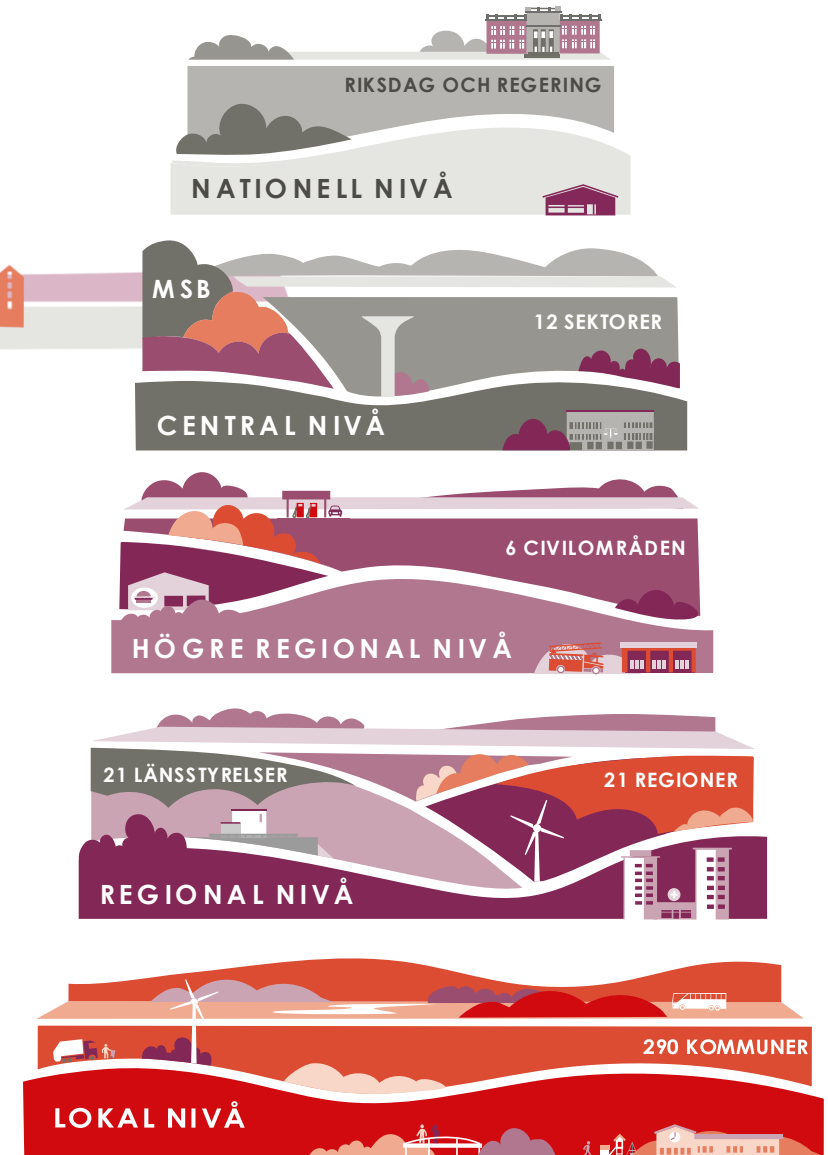 RIKSDAG OCH REGERING
NATIONELL NIVÅ
MSB
12 SEKTORER
CENTRAL NIVÅ
6 CIVILOMRÅDEN
HÖGRE REGIONAL NIVÅ
21 LÄNSSTYRELSER
21 REGIONER
REGIONAL NIVÅ
290 KOMMUNER
LOKAL NIVÅ